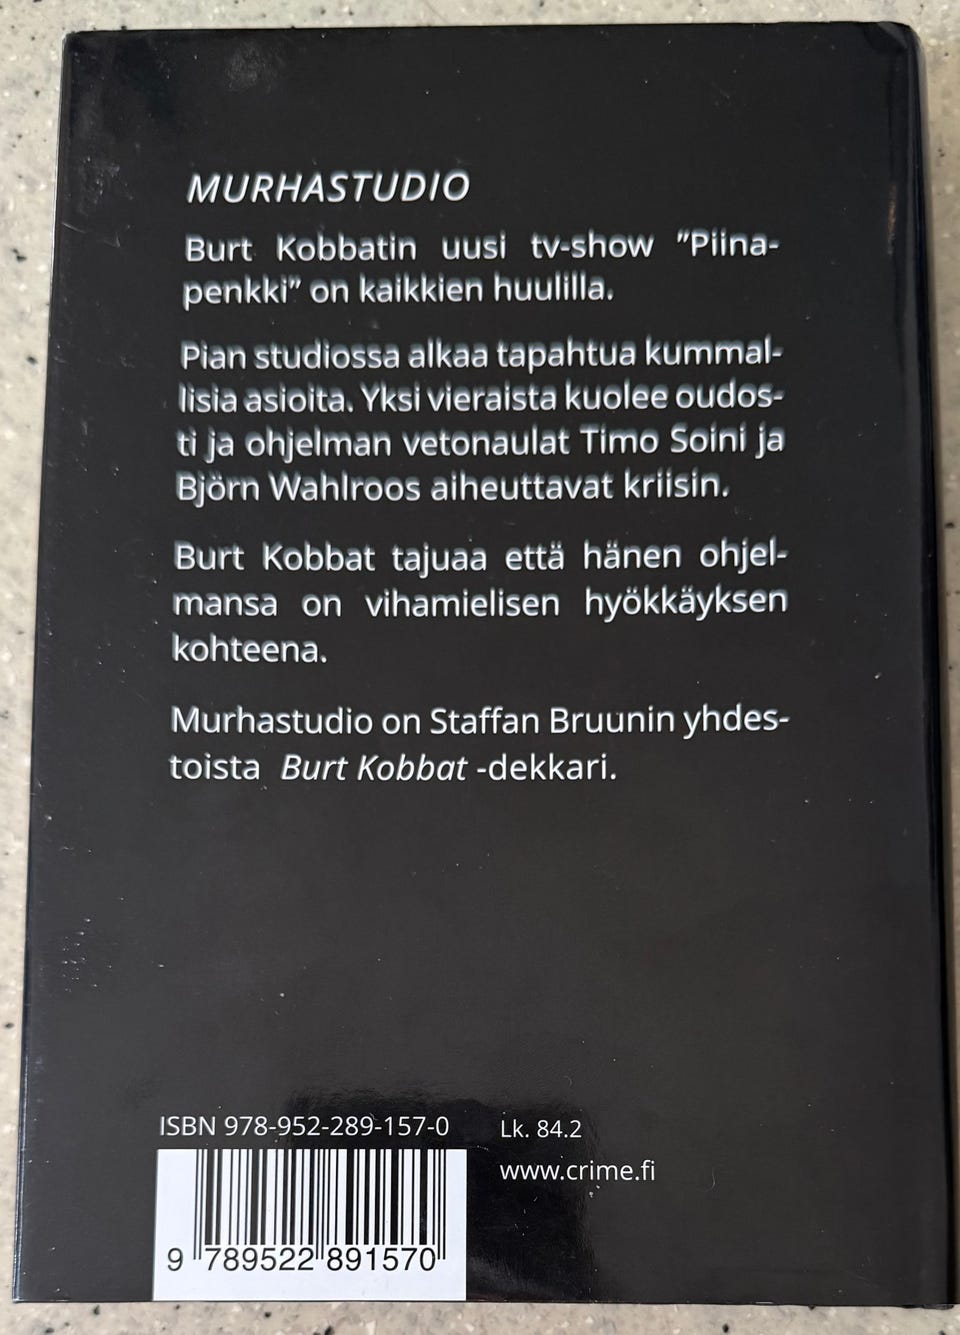 MURHASTUDIO
Burt Kobbatin uusi tv-show ”Piina-
penkki” on kaikkien huulilla.
Pian studiossa alkaa tapahtua kummal-
lisia asioita. Yksi vieraista kuolee oudos-
ti ja ohjelman vetonaulat Timo Soini ja
Björn Wahlroos aiheuttavat kriisin.
Burt Kobbat tajuaa että hänen ohjel-
mansa on vihamielisen hyökkäyksen
kohteena.
Murhastudio on Staffan Bruunin yhdes-
toista Burt Kobbat -dekkari.
ISBN 978-952-289-157-0
Lk. 84.2
www.crime.fi
9 789522 891570